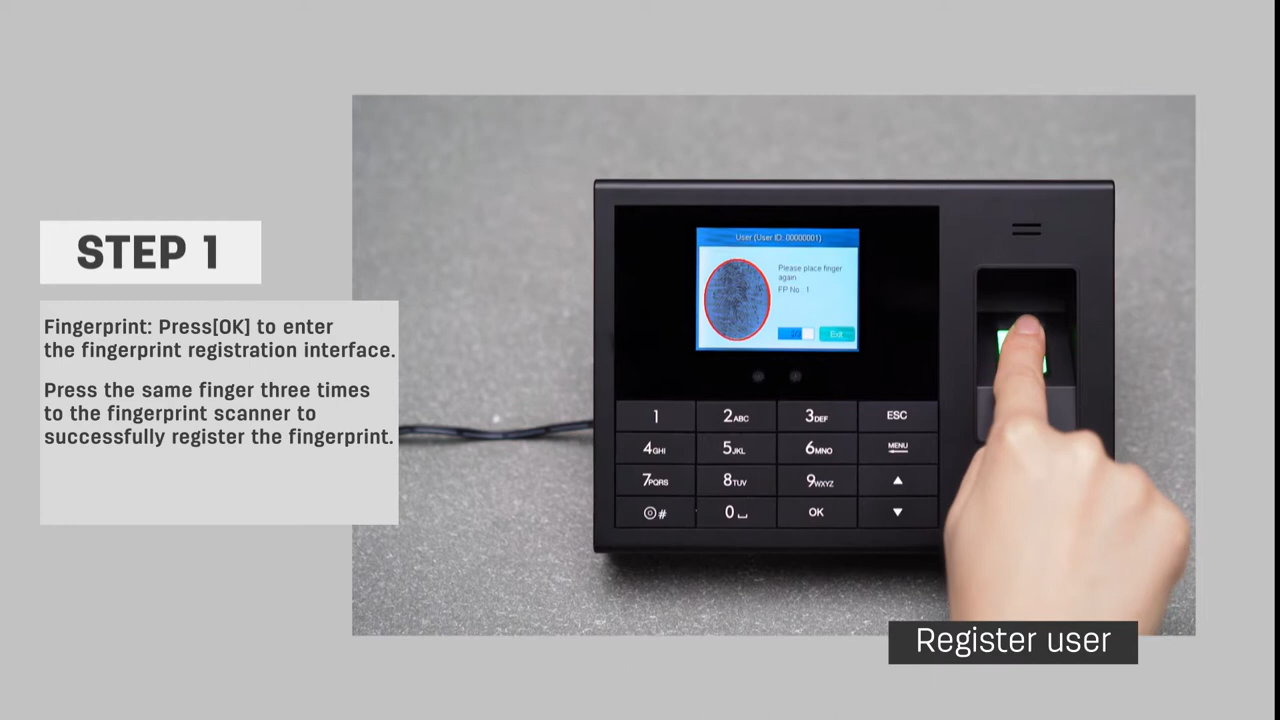 STEP 1
Fingerprint: Press[OK] to enter
the fingerprint registration interface.
Press the same finger three times
to the fingerprint scanner to
successfully register the fingerprint.
User (User ID. 00000001)
Please place finger
again
FP No 1
Exit
1
2ABC
3DEF
ESC
4GHI
5JKL
6MNO
MENU
7PQRS
8TUV
9WXYZ
#
0
OK
Register user